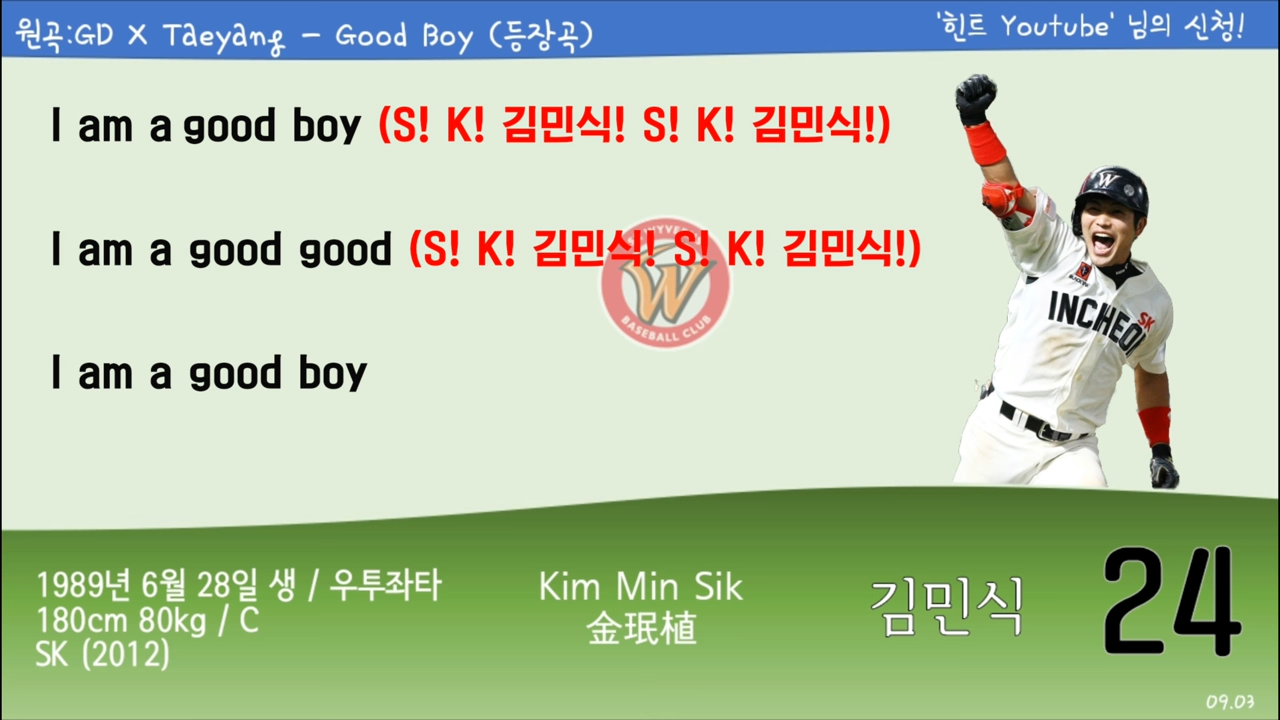 원곡:GD X Taeyang - Good Boy (등장곡)
'힌트 Youtube' 님의 신청!
I am a good boy (S! K! 김민식! S! K! 김민식!)
I am a good good (S! K! 김민식! S! K! 김민식!)
I am a good boy
W
BASEBALL CLUB
W
INCHEON
SK
1989년 6월 28일 생 / 우투좌타
180cm 80kg / C
SK (2012)
Kim Min Sik
金珉植
김민식
24
09.03